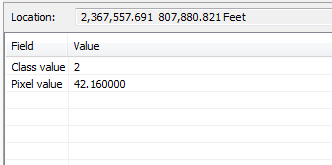 Location: 2,367,557.691 807,880.821 Feet
Field Value
Class value 2
Pixel value 42.160000